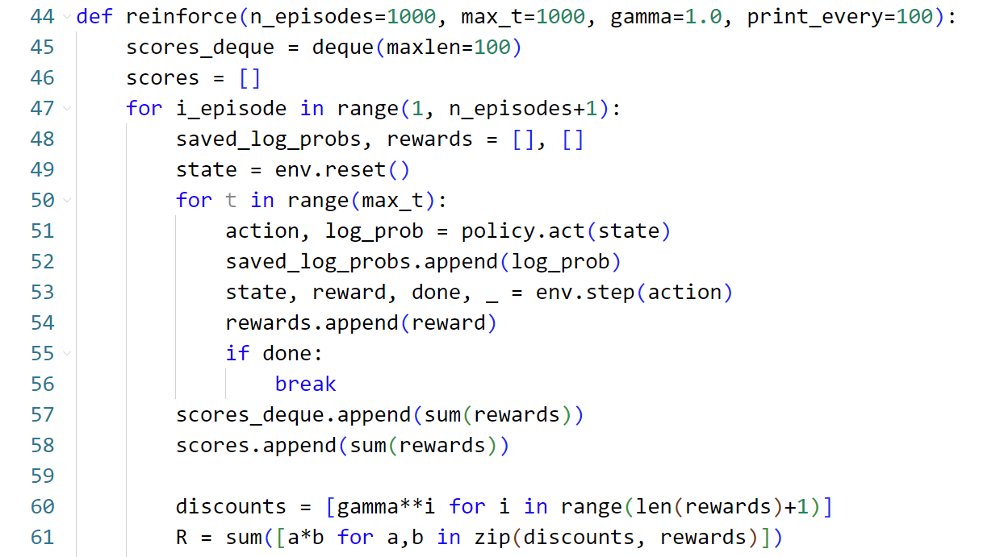 44 def reinforce(n_episodes=1000, max_t=1000, gamma=1.0, print_every=100):
45     scores_deque = deque(maxlen=100)
46     scores = []
47     for i_episode in range(1, n_episodes+1):
48         saved_log_probs, rewards = [], []
49         state = env.reset()
50         for t in range(max_t):
51             action, log_prob = policy.act(state)
52             saved_log_probs.append(log_prob)
53             state, reward, done, _ = env.step(action)
54             rewards.append(reward)
55             if done:
56                 break
57         scores_deque.append(sum(rewards))
58         scores.append(sum(rewards))
59
60         discounts = [gamma**i for i in range(len(rewards)+1)]
61         R = sum([a*b for a,b in zip(discounts, rewards)])